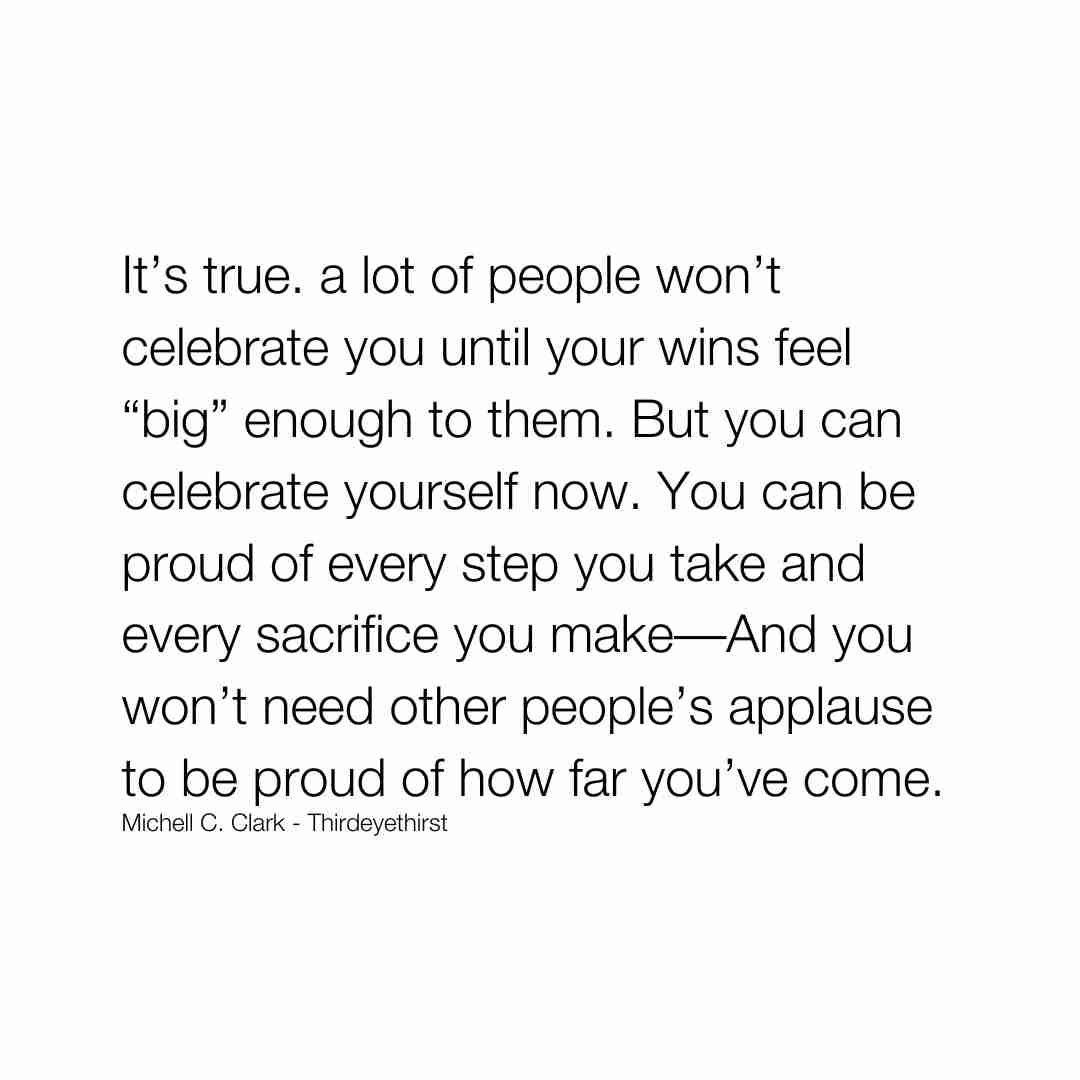 It’s true. a lot of people won’t
celebrate you until your wins feel
“big” enough to them. But you can
celebrate yourself now. You can be
proud of every step you take and
every sacrifice you make—And you
won’t need other people’s applause
to be proud of how far you’ve come.
Michell C. Clark - Thirdeyethirst